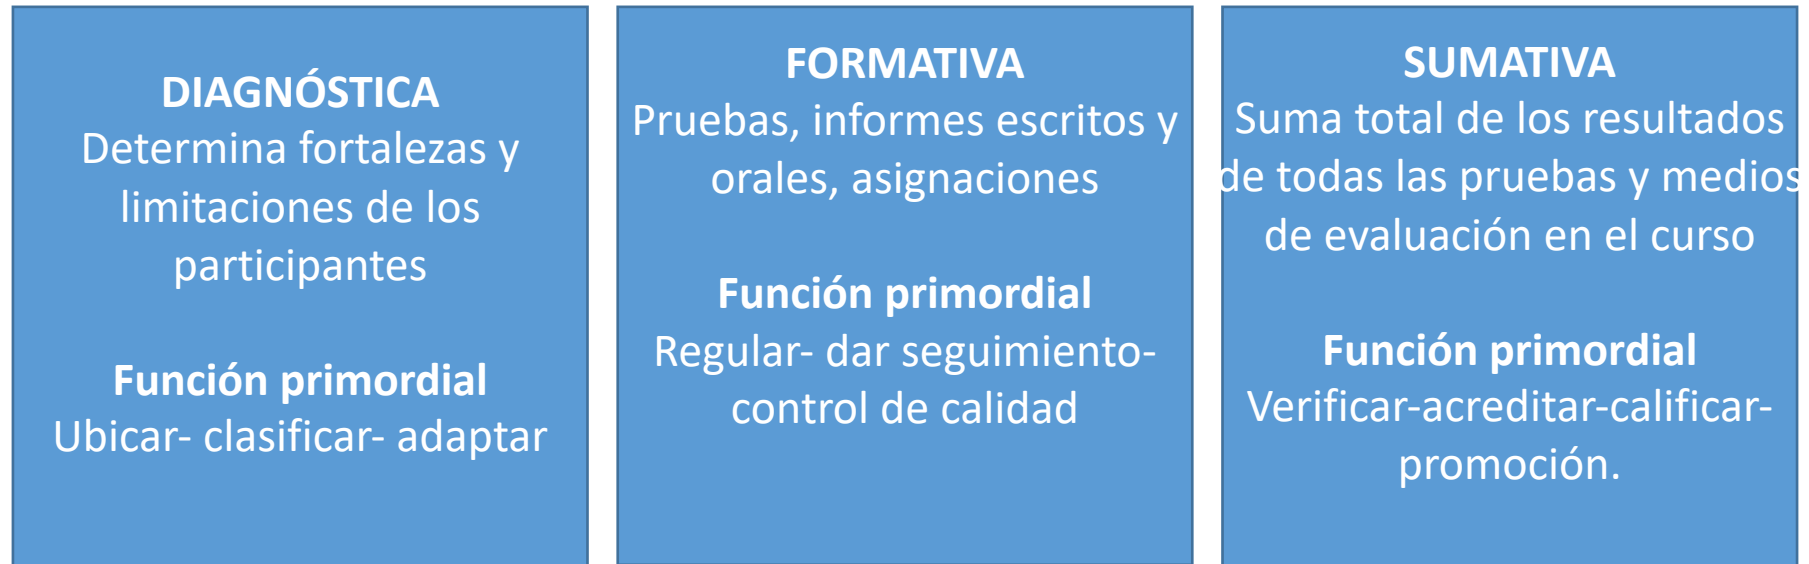 DIAGNÓSTICA
Determina fortalezas y
limitaciones de los
participantes
Función primordial
Ubicar- clasificar- adaptar
FORMATIVA
Pruebas, informes escritos y
orales, asignaciones
Función primordial
Regular- dar seguimiento-
control de calidad
SUMATIVA
Suma total de los resultados
de todas las pruebas y medios
de evaluación en el curso
Función primordial
Verificar-acreditar-calificar-
promoción.